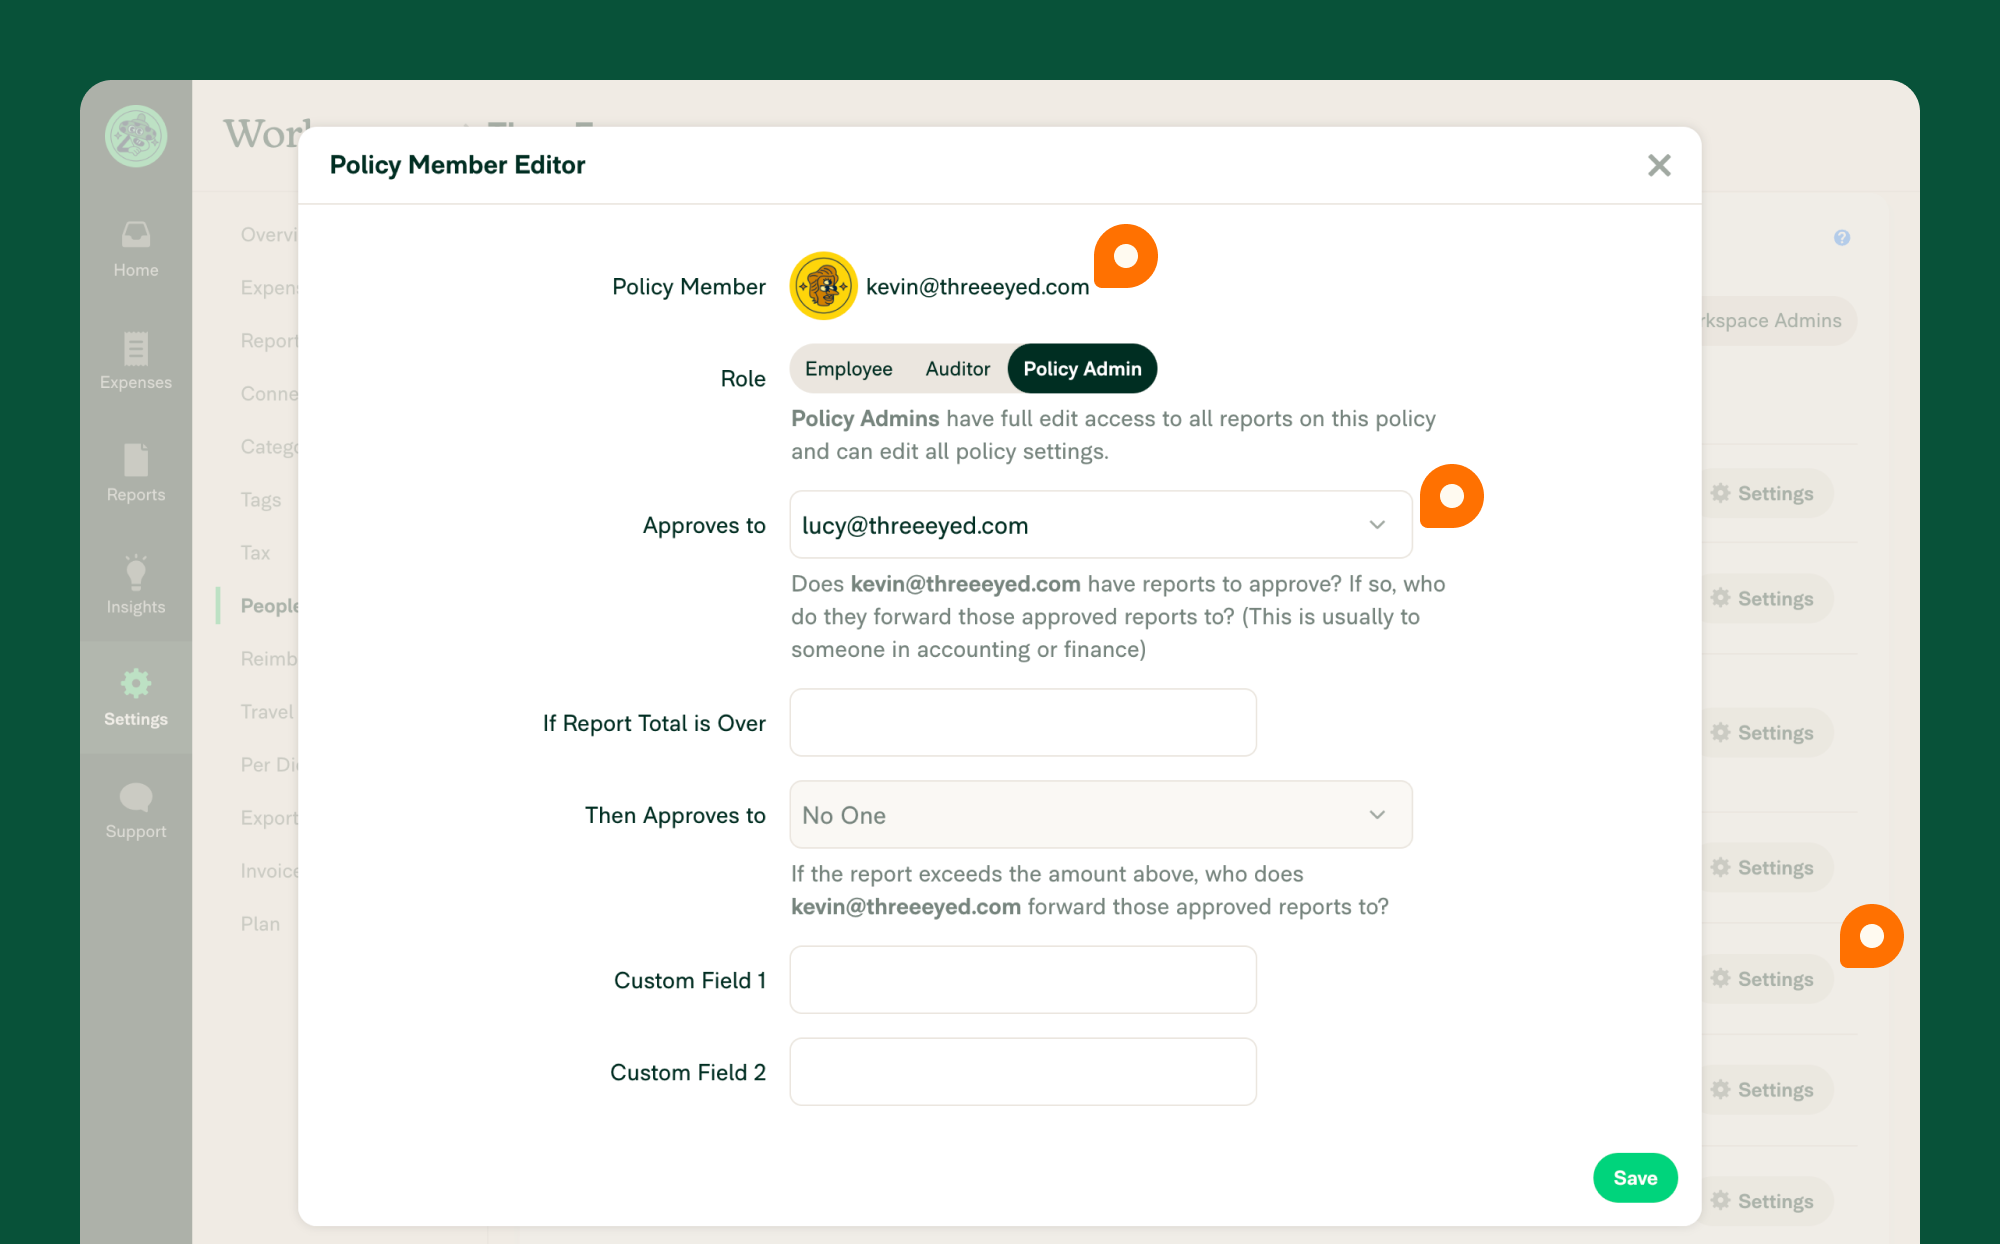 Policy Member Editor
Policy Member
kevin@threeeyed.com
Role
Employee
Auditor
Policy Admin
Policy Admins have full edit access to all reports on this policy
and can edit all policy settings.
Approves to
lucy@threeeyed.com
Does kevin@threeeyed.com have reports to approve? If so, who
do they forward those approved reports to? (This is usually to
someone in accounting or finance)
If Report Total is Over
Then Approves to
No One
If the report exceeds the amount above, who does
kevin@threeeyed.com forward those approved reports to?
Custom Field 1
Custom Field 2
Save
Home
Expenses
Reports
Insights
Settings
Support
Overvi
Expen
Report
Conne
Catego
Tags
Tax
People
Reimb
Travel
Per Die
Export
Invoice
Plan
rkspace Admins
Settings
Settings
Settings
Settings
Settings
Settings
Settings